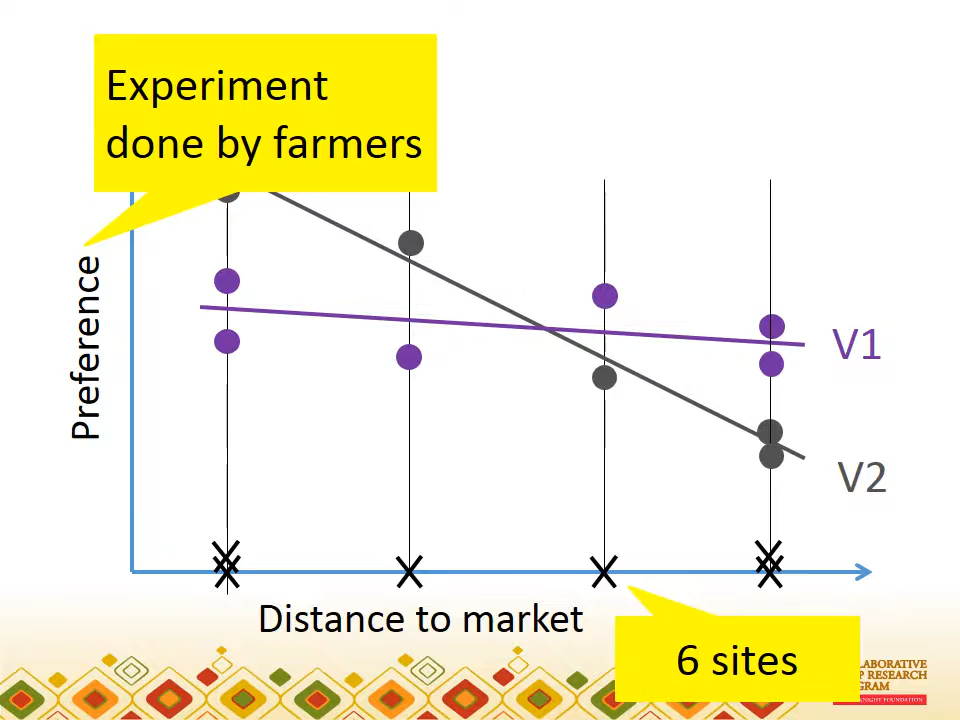 Experiment
done by farmers
Preference
V1
V2
Distance to market
6 sites